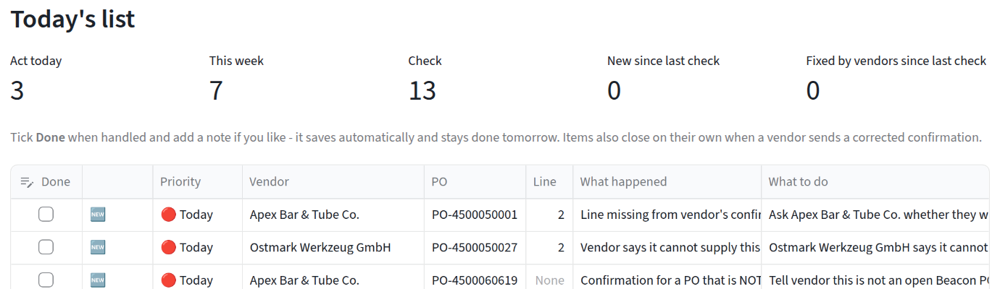 Today's list
Act today This week Check New since last check Fixed by vendors since last check
3 7 13 0 0
Tick Done when handled and add a note if you like - it saves automatically and stays done tomorrow. Items also close on their own when a vendor sends a corrected confirmation.
Done Priority Vendor PO Line What happened What to do
NEW Today Apex Bar & Tube Co. PO-4500050001 2 Line missing from vendor's confir Ask Apex Bar & Tube Co. whether they w
NEW Today Ostmark Werkzeug GmbH PO-4500050027 2 Vendor says it cannot supply this Ostmark Werkzeug GmbH says it cannot
NEW Today Apex Bar & Tube Co. PO-4500060619 None Confirmation for a PO that is NOT Tell vendor this is not an open Beacon PO